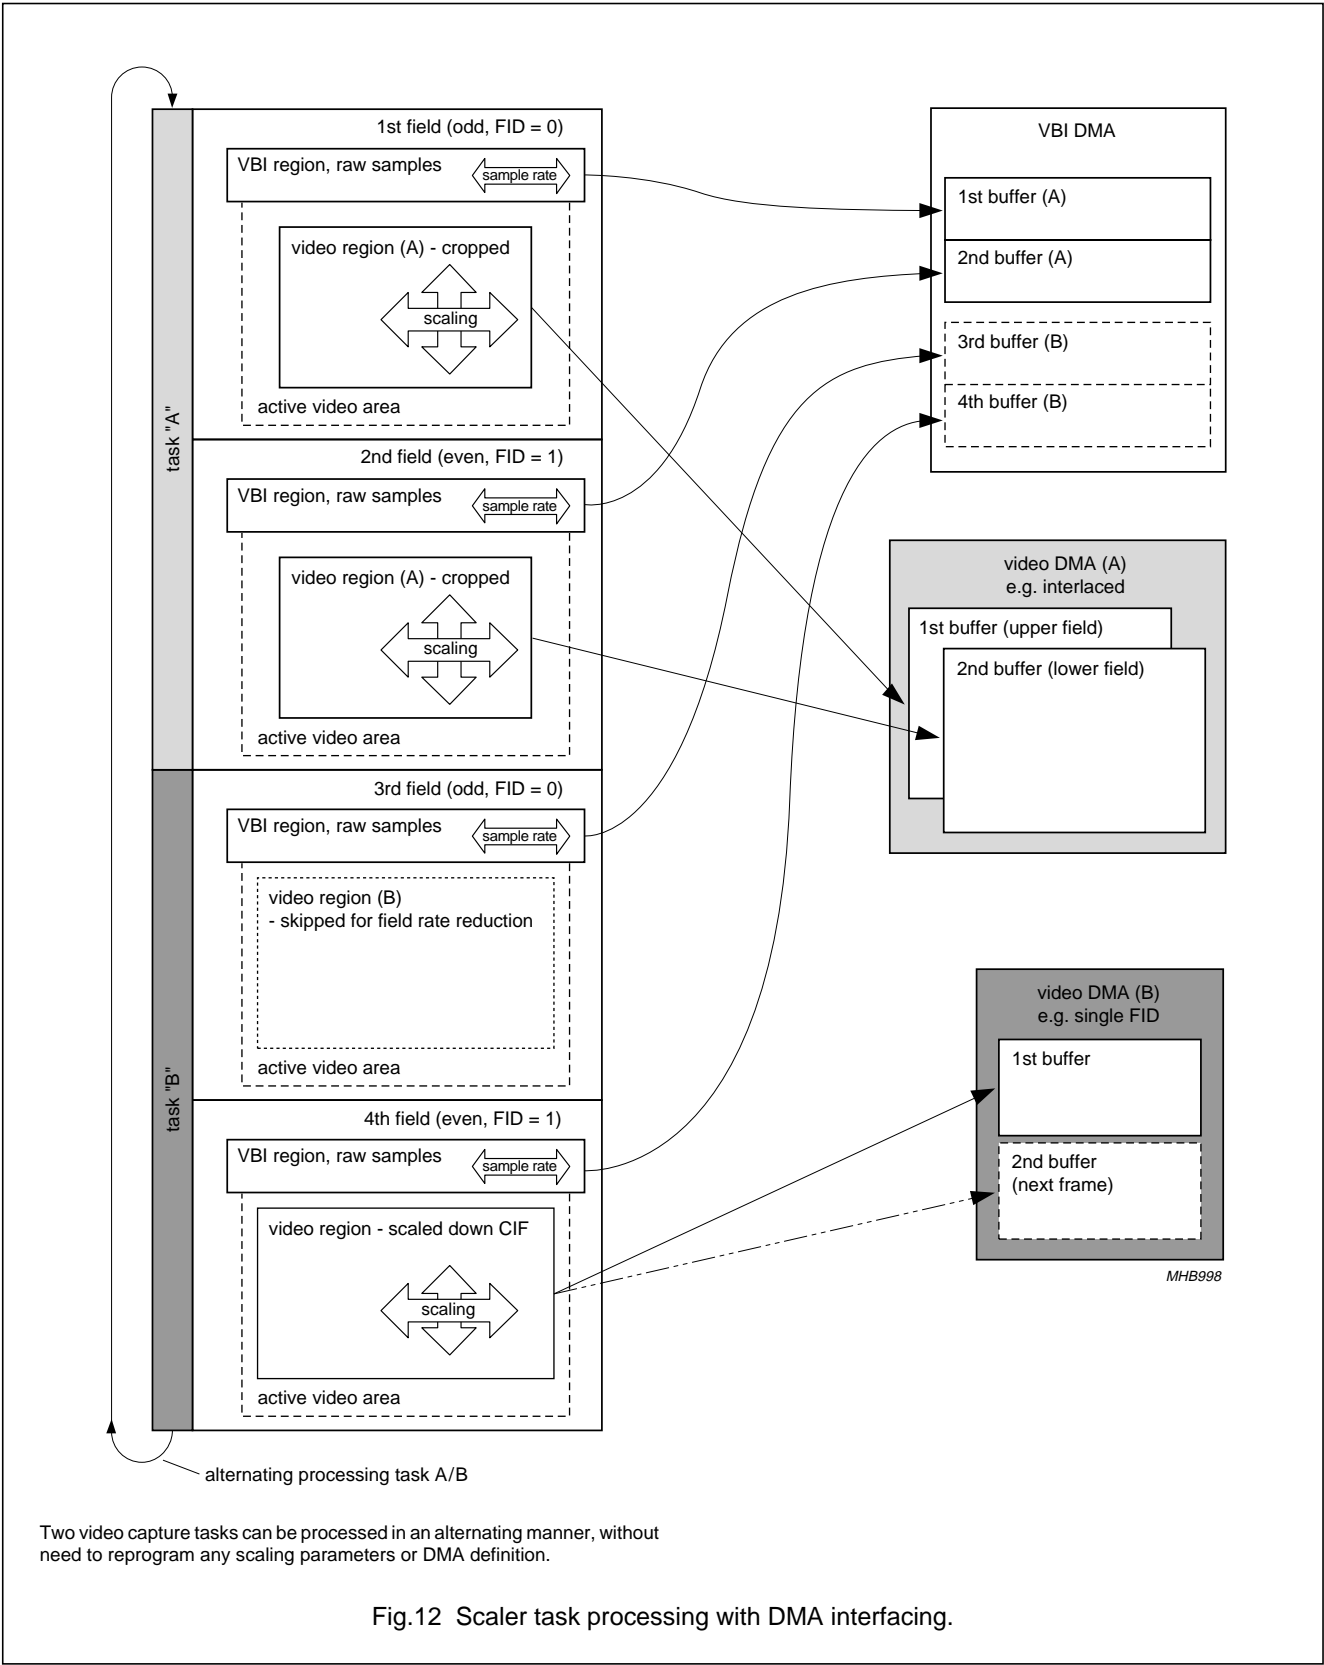 1st field (odd, FID = 0)
VBI region, raw samples
sample rate
video region (A) - cropped
scaling
active video area
task "A"
2nd field (even, FID = 1)
VBI region, raw samples
sample rate
video region (A) - cropped
scaling
active video area
3rd field (odd, FID = 0)
VBI region, raw samples
sample rate
video region (B)
- skipped for field rate reduction
active video area
task "B"
4th field (even, FID = 1)
VBI region, raw samples
sample rate
video region - scaled down CIF
scaling
active video area
alternating processing task A/B
VBI DMA
1st buffer (A)
2nd buffer (A)
3rd buffer (B)
4th buffer (B)
video DMA (A)
e.g. interlaced
1st buffer (upper field)
2nd buffer (lower field)
video DMA (B)
e.g. single FID
1st buffer
2nd buffer
(next frame)
MHB998
Two video capture tasks can be processed in an alternating manner, without
need to reprogram any scaling parameters or DMA definition.
Fig.12 Scaler task processing with DMA interfacing.